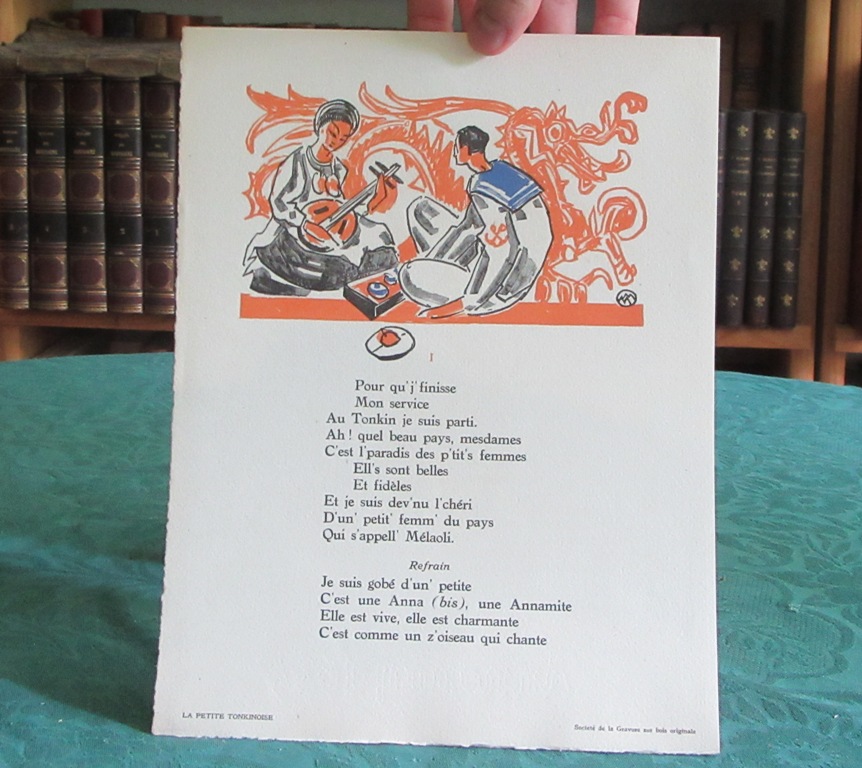 I
Pour qu'j'finisse
Mon service
Au Tonkin je suis parti.
Ah ! quel beau pays, mesdames
C'est l'paradis des p'tit's femmes
Ell's sont belles
Et fidèles
Et je suis dev'nu l'chéri
D'un' petit' femm' du pays
Qui s'appell' Mélaoli.
Refrain
Je suis gobé d'un' petite
C'est une Anna (bis), une Annamite
Elle est vive, elle est charmante
C'est comme un z'oiseau qui chante
LA PETITE TONKINOISE
Societé de la Gravure sur bois originale